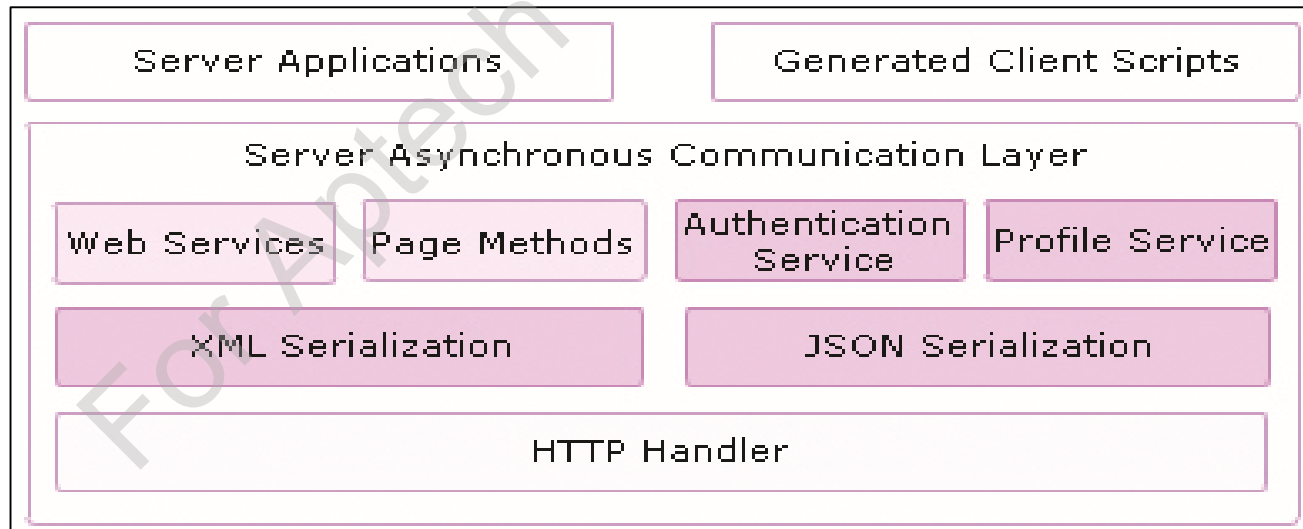 Server Applications
Generated Client Scripts
Server Asynchronous Communication Layer
Web Services
Page Methods
Authentication
Service
Profile Service
XML Serialization
JSON Serialization
HTTP Handler
For Aptech